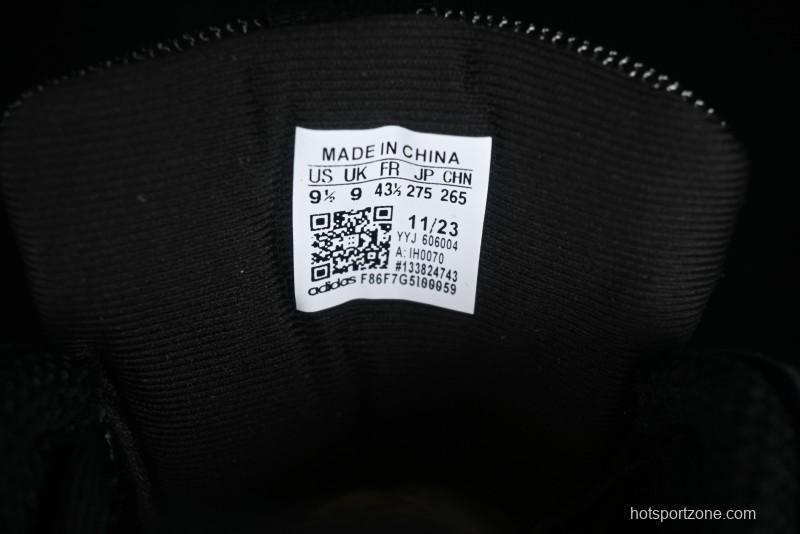 MADE IN CHINA
US UK FR JP CHN
9½ 9 43⅓ 275 265
11/23
YYJ 606004
A: IH0070
#133824743
adidas F86F7G5I00059
hotsportzone.com